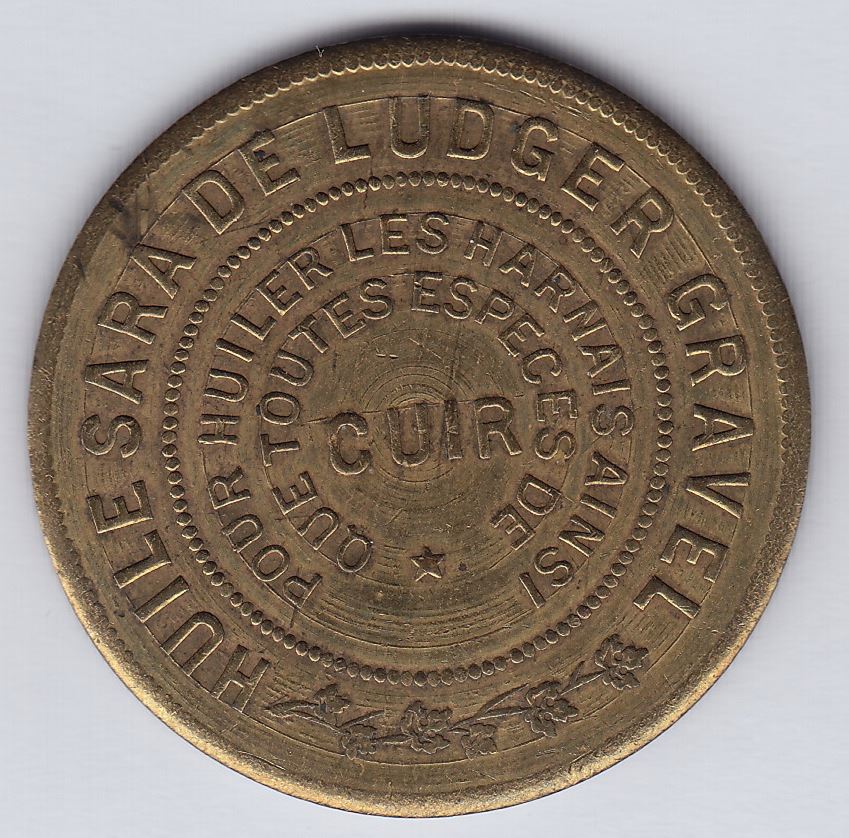 HUILE SARA DE LUDGER GRAVEL
POUR HUILER LES HARNAIS AINSI
QUE TOUTES ESPECES DE
CUIR